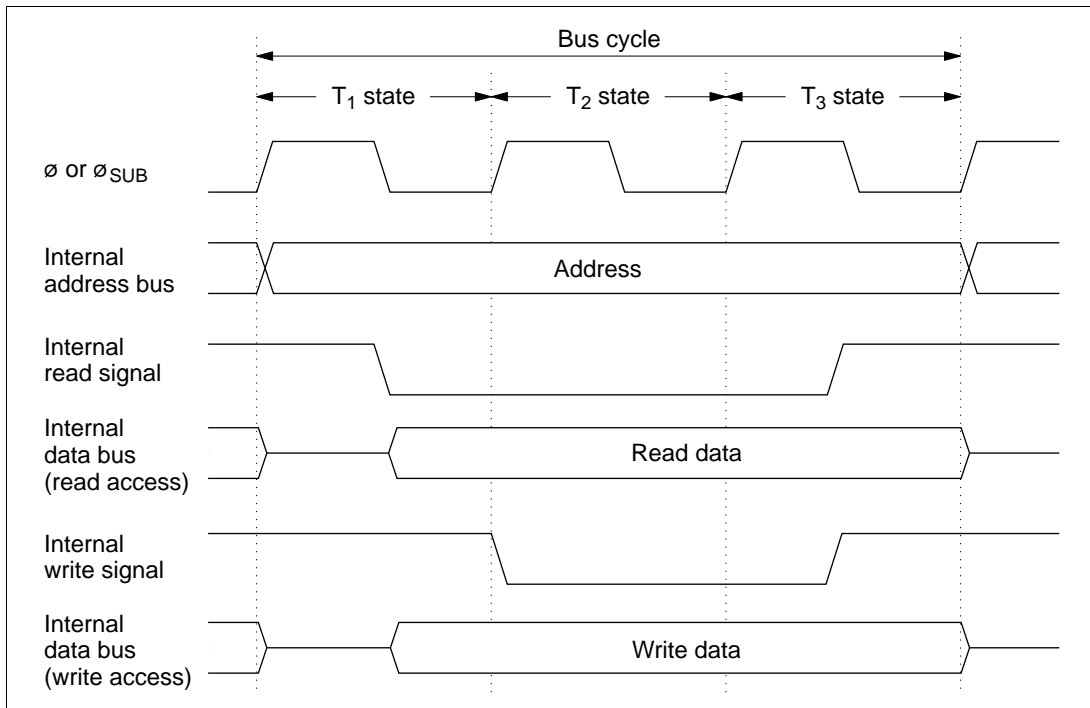 Bus cycle
T₁ state
T₂ state
T₃ state
ø or ø_SUB
Internal
address bus
Address
Internal
read signal
Internal
data bus
(read access)
Read data
Internal
write signal
Internal
data bus
(write access)
Write data